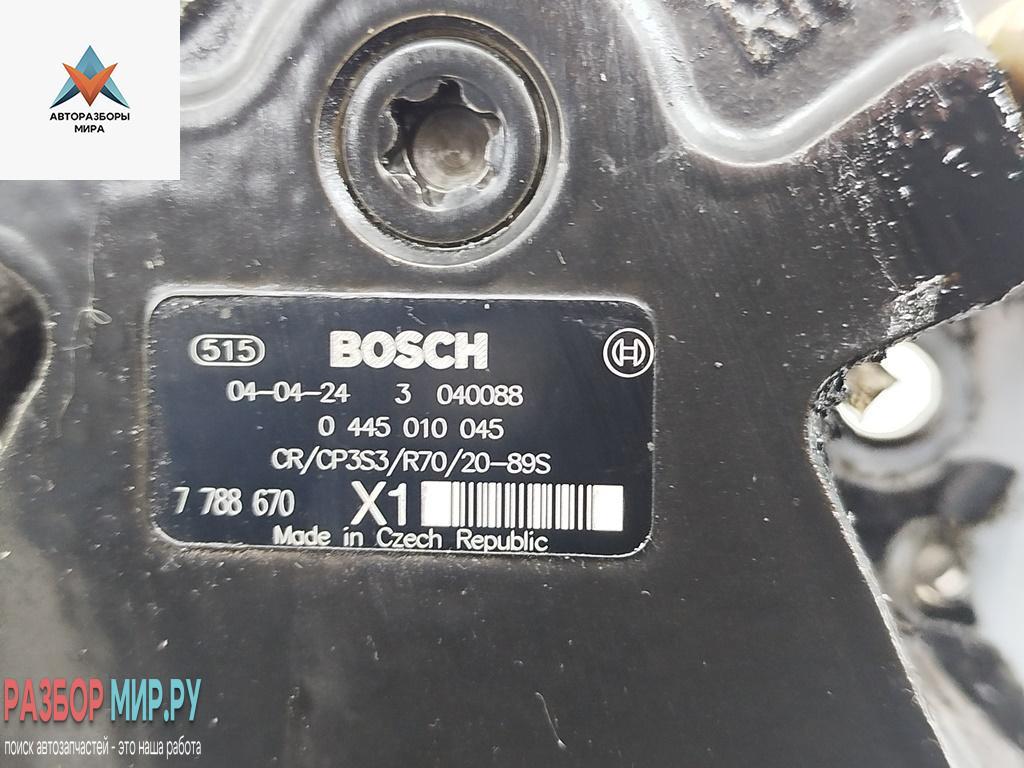 АВТОРАЗБОРЫ
МИРА
515 BOSCH
04-04-24 3 040088
0 445 010 045
CR/CP3S3/R70/20-89S
7 788 670 X1
Made in Czech Republic
РАЗБОР МИР.РУ
поиск автозапчастей - это наша работа